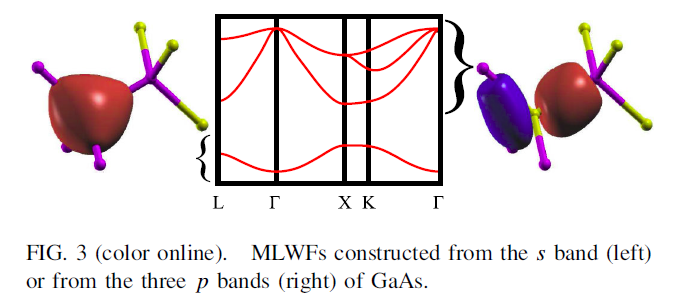 L Γ X K Γ
FIG. 3 (color online). MLWFs constructed from the s band (left)
or from the three p bands (right) of GaAs.